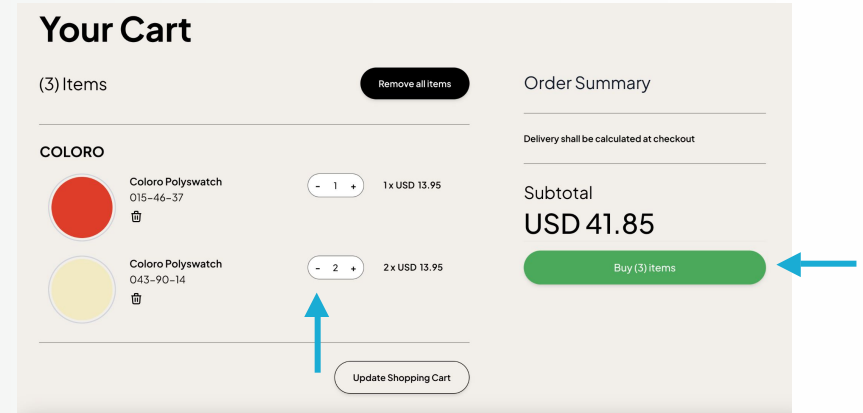 Your Cart
(3) Items
Remove all items
COLORO
Coloro Polyswatch
015-46-37
- 1 +
1 x USD 13.95
Coloro Polyswatch
043-90-14
- 2 +
2 x USD 13.95
Update Shopping Cart
Order Summary
Delivery shall be calculated at checkout
Subtotal
USD 41.85
Buy (3) items